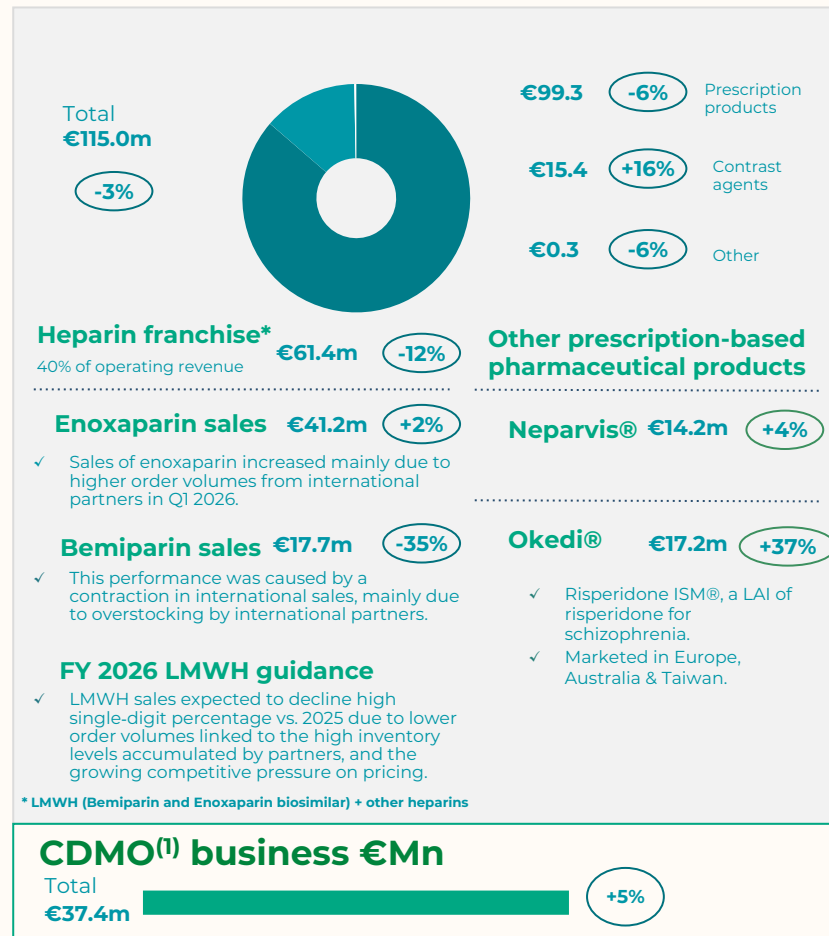 Total
€115.0m
-3%
€99.3 -6% Prescription
products
€15.4 +16% Contrast
agents
€0.3 -6% Other
Heparin franchise* €61.4m -12%
40% of operating revenue
Enoxaparin sales €41.2m +2%
✓ Sales of enoxaparin increased mainly due to
higher order volumes from international
partners in Q1 2026.
Bemiparin sales €17.7m -35%
✓ This performance was caused by a
contraction in international sales, mainly due
to overstocking by international partners.
FY 2026 LMWH guidance
✓ LMWH sales expected to decline high
single-digit percentage vs. 2025 due to lower
order volumes linked to the high inventory
levels accumulated by partners, and the
growing competitive pressure on pricing.
* LMWH (Bemiparin and Enoxaparin biosimilar) + other heparins
Other prescription-based
pharmaceutical products
Neparvis® €14.2m +4%
Okedi® €17.2m +37%
✓ Risperidone ISM®, a LAI of
risperidone for
schizophrenia.
✓ Marketed in Europe,
Australia & Taiwan.
CDMO(1) business €Mn
Total
€37.4m
+5%